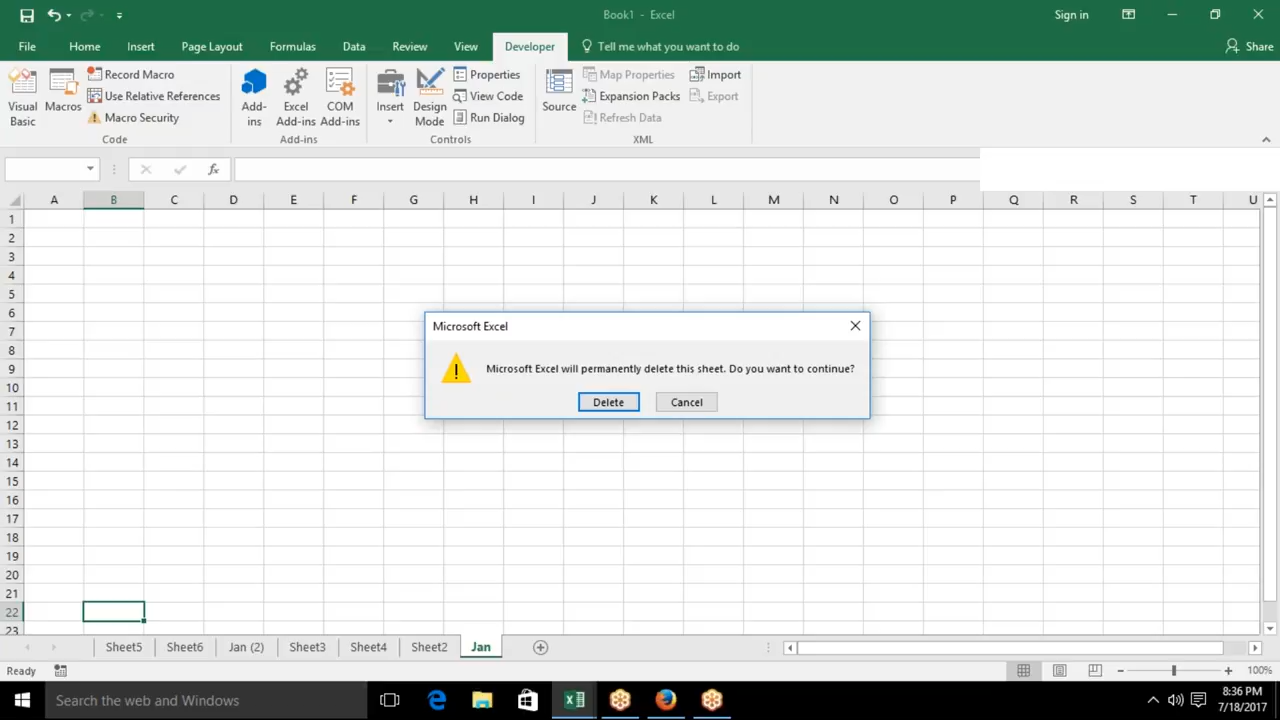 Book1 - Excel
Sign in
File Home Insert Page Layout Formulas Data Review View Developer Tell me what you want to do Share
Visual Basic
Macros
Record Macro
Use Relative References
Macro Security
Code
Add-ins
Excel Add-ins
COM Add-ins
Add-ins
Insert
Design Mode
Properties
View Code
Run Dialog
Controls
Source
Map Properties
Expansion Packs
Refresh Data
Import
Export
XML
fx
A B C D E F G H I J K L M N O P Q R S T U
1
2
3
4
5
6
7
8
9
10
11
12
13
14
15
16
17
18
19
20
21
22
23
Microsoft Excel
Microsoft Excel will permanently delete this sheet. Do you want to continue?
Delete Cancel
Sheet5 Sheet6 Jan (2) Sheet3 Sheet4 Sheet2 Jan
Ready
100%
Search the web and Windows
8:36 PM
7/18/2017